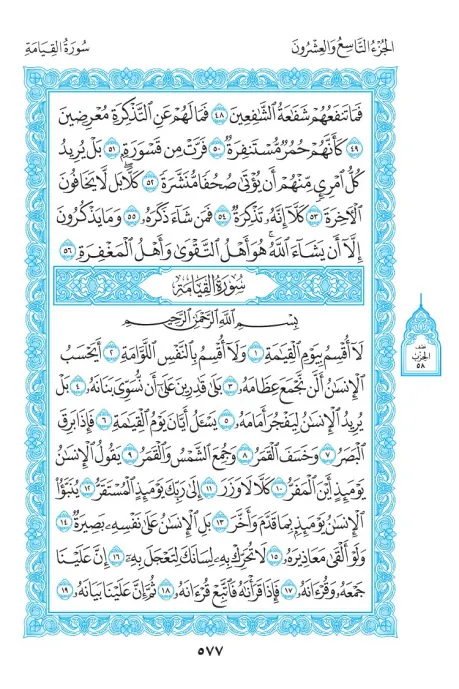 الجُزْءُ التَّاسِعُ وَالعِشْرُونَ
سُورَةُ القِيَامَةِ
فَمَا تَنفَعُهُمْ شَفَٰعَةُ ٱلشَّٰفِعِينَ ٤٨ فَمَا لَهُمْ عَنِ ٱلتَّذْكِرَةِ مُعْرِضِينَ
٤٩ كَأَنَّهُمْ حُمُرٌ مُّسْتَنفِرَةٌ ٥٠ فَرَّتْ مِن قَسْوَرَةٍ ٥١ بَلْ يُرِيدُ
كُلُّ ٱمْرِئٍ مِّنْهُمْ أَن يُؤْتَىٰ صُحُفًا مُّنَشَّرَةً ٥٢ كَلَّا بَل لَّا يَخَافُونَ
ٱلْءَاخِرَةَ ٥٣ كَلَّآ إِنَّهُۥ تَذْكِرَةٌ ٥٤ فَمَن شَآءَ ذَكَرَهُۥ ٥٥ وَمَا يَذْكُرُونَ
إِلَّآ أَن يَشَآءَ ٱللَّهُ هُوَ أَهْلُ ٱلتَّقْوَىٰ وَأَهْلُ ٱلْمَغْفِرَةِ ٥٦
سُورَةُ القِيَامَةِ
بِسْمِ ٱللَّهِ ٱلرَّحْمَٰنِ ٱلرَّحِيمِ
لَآ أُقْسِمُ بِيَوْمِ ٱلْقِيَٰمَةِ ١ وَلَآ أُقْسِمُ بِٱلنَّفْسِ ٱللَّوَّامَةِ ٢ أَيَحْسَبُ
ٱلْإِنسَٰنُ أَلَّن نَّجْمَعَ عِظَامَهُۥ ٣ بَلَىٰ قَٰدِرِينَ عَلَىٰٓ أَن نُّسَوِّىَ بَنَانَهُۥ ٤ بَلْ
يُرِيدُ ٱلْإِنسَٰنُ لِيَفْجُرَ أَمَامَهُۥ ٥ يَسْـَٔلُ أَيَّانَ يَوْمُ ٱلْقِيَٰمَةِ ٦ فَإِذَا بَرِقَ
ٱلْبَصَرُ ٧ وَخَسَفَ ٱلْقَمَرُ ٨ وَجُمِعَ ٱلشَّمْسُ وَٱلْقَمَرُ ٩ يَقُولُ ٱلْإِنسَٰنُ
يَوْمَئِذٍ أَيْنَ ٱلْمَفَرُّ ١٠ كَلَّا لَا وَزَرَ ١١ إِلَىٰ رَبِّكَ يَوْمَئِذٍ ٱلْمُسْتَقَرُّ ١٢ يُنَبَّؤُا۟
ٱلْإِنسَٰنُ يَوْمَئِذٍۭ بِمَا قَدَّمَ وَأَخَّرَ ١٣ بَلِ ٱلْإِنسَٰنُ عَلَىٰ نَفْسِهِۦ بَصِيرَةٌ ١٤
وَلَوْ أَلْقَىٰ مَعَاذِيرَهُۥ ١٥ لَا تُحَرِّكْ بِهِۦ لِسَانَكَ لِتَعْجَلَ بِهِۦٓ ١٦ إِنَّ عَلَيْنَا
جَمْعَهُۥ وَقُرْءَانَهُۥ ١٧ فَإِذَا قَرَأْنَٰهُ فَٱتَّبِعْ قُرْءَانَهُۥ ١٨ ثُمَّ إِنَّ عَلَيْنَا بَيَانَهُۥ ١٩
نصف
الحزب
٥٨
٥٧٧